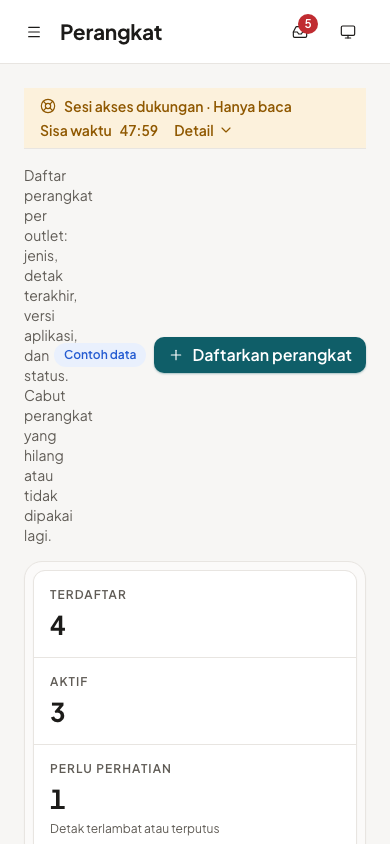 Perangkat
5
Sesi akses dukungan · Hanya baca
Sisa waktu 47:59 Detail
Daftar
perangkat
per
outlet:
jenis,
detak
terakhir,
versi
aplikasi,
dan
status.
Cabut
perangkat
yang
hilang
atau
tidak
dipakai
lagi.
Contoh data
Daftarkan perangkat
TERDAFTAR
4
AKTIF
3
PERLU PERHATIAN
1
Detak terlambat atau terputus